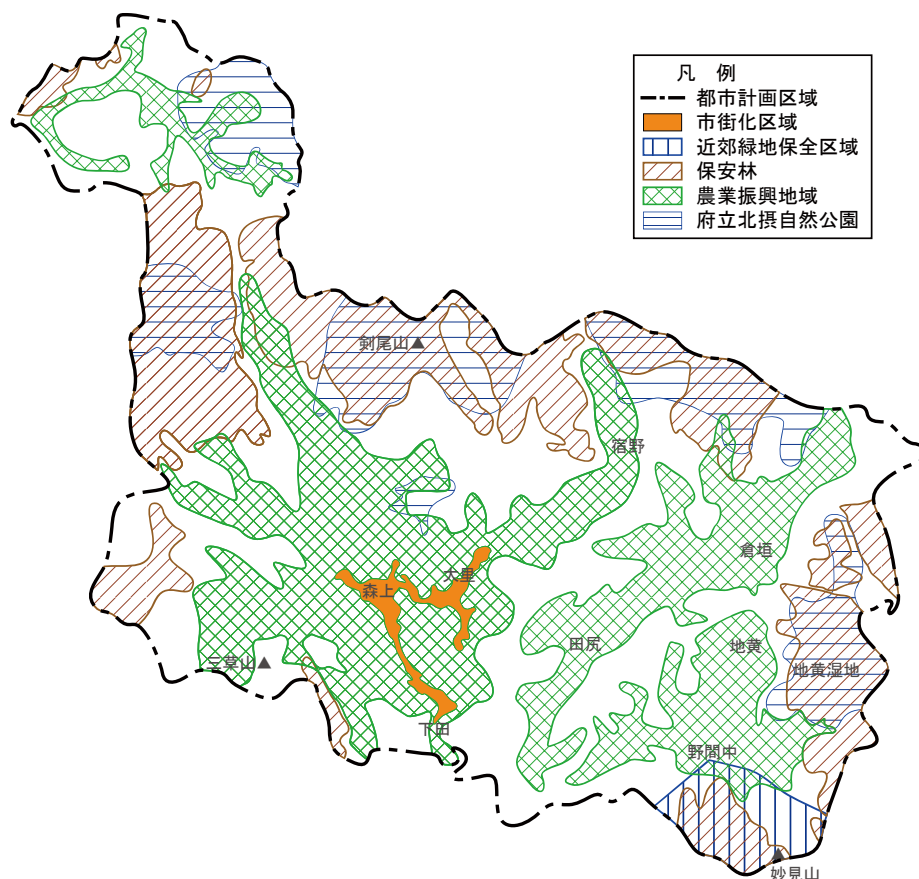 凡 例
都市計画区域
市街化区域
近郊緑地保全区域
保安林
農業振興地域
府立北摂自然公園
剣尾山▲
宿野
倉垣
大里
森上
田尻
地黄
三草山▲
地黄湿地
下田
野間中
妙見山